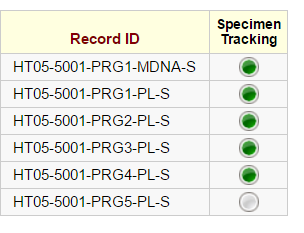 Record ID
Specimen
Tracking
HT05-5001-PRG1-MDNA-S
HT05-5001-PRG1-PL-S
HT05-5001-PRG2-PL-S
HT05-5001-PRG3-PL-S
HT05-5001-PRG4-PL-S
HT05-5001-PRG5-PL-S